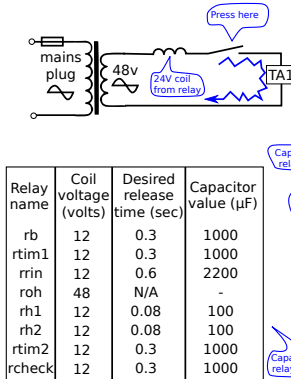 Press here
mains
plug
48v
24V coil
from relay
TA1
Relay name | Coil voltage (volts) | Desired release time (sec) | Capacitor value (µF)
rb | 12 | 0.3 | 1000
rtim1 | 12 | 0.3 | 1000
rrin | 12 | 0.6 | 2200
roh | 48 | N/A | -
rh1 | 12 | 0.08 | 100
rh2 | 12 | 0.08 | 100
rtim2 | 12 | 0.3 | 1000
rcheck | 12 | 0.3 | 1000